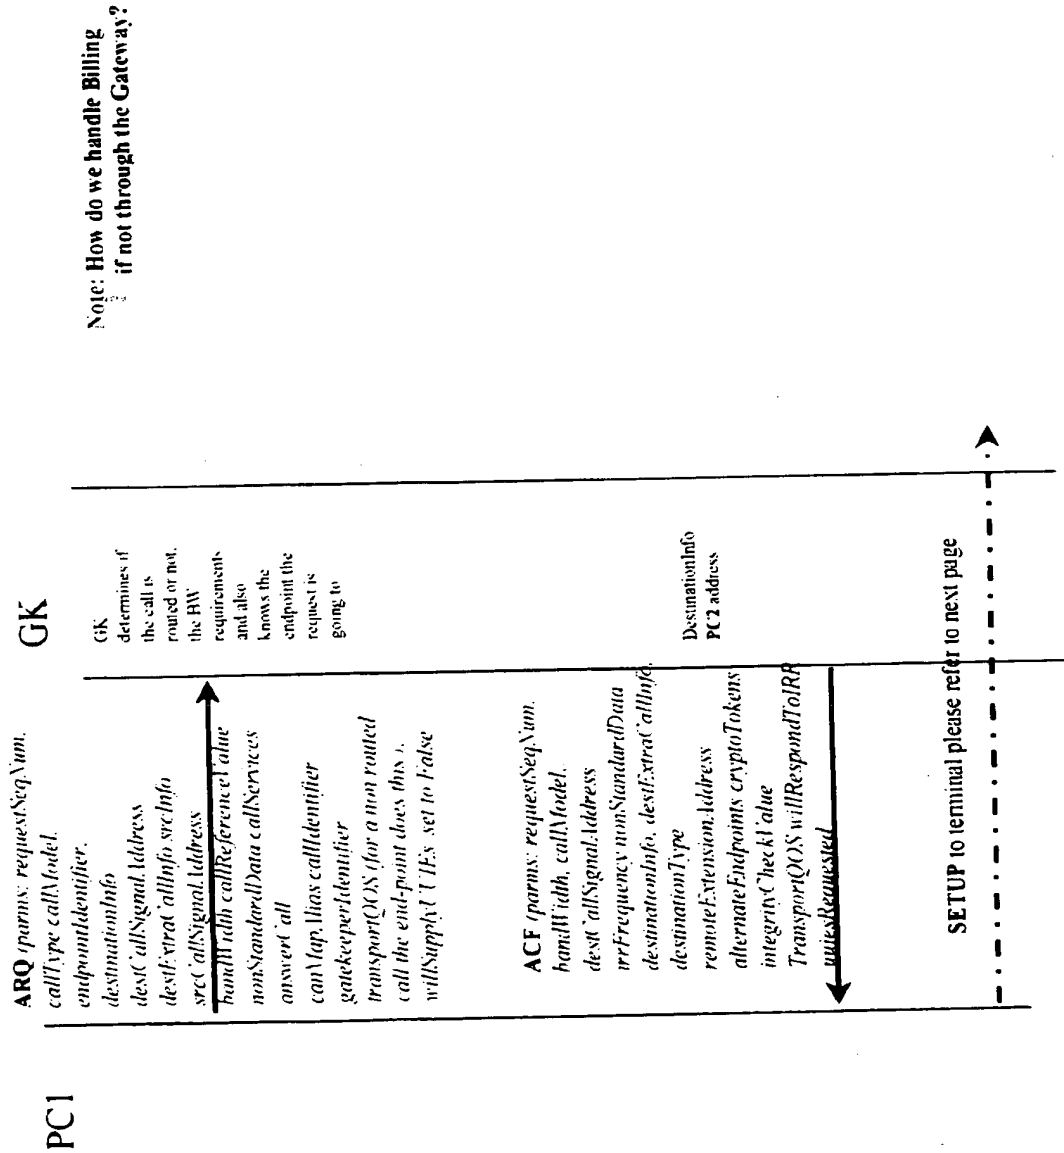 PC1
GK
Note: How do we handle Billing
if not through the Gateway?
ARQ (parms: requestSeqNum,
callType callModel,
endpointIdentifier,
destinationInfo
destCallSignalAddress
destExtraCallInfo srcInfo
srcCallSignalAddress
bandWidth callReferenceValue
nonStandardData callServices
answerCall
canMapAlias callIdentifier
gatekeeperIdentifier
transportQOS (for a non routed
call the end-point does this ),
willSupplyUUIEs set to False
GK
determines if
the call is
routed or not,
the BW
requirements
and also
knows the
endpoint the
request is
going to
ACF (parms: requestSeqNum,
bandWidth, callModel,
destCallSignalAddress
irrFrequency nonStandardData
destinationInfo, destExtraCallInfo,
destinationType
remoteExtensionAddress
alternateEndpoints cryptoTokens
integrityCheckValue
TransportQOS willRespondToIRR
DestinationInfo
PC2 address
SETUP to terminal please refer to next page